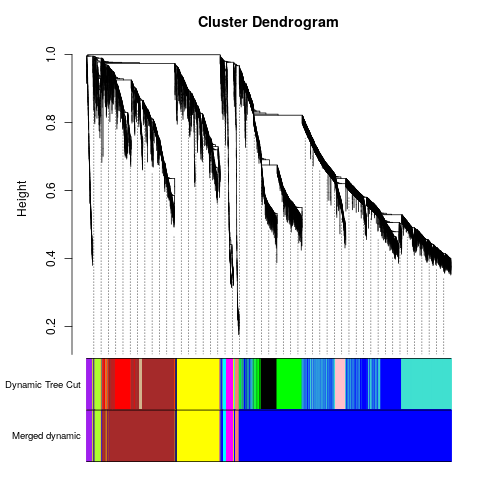 Cluster Dendrogram
Height
1.0
0.8
0.6
0.4
0.2
Dynamic Tree Cut
Merged dynamic